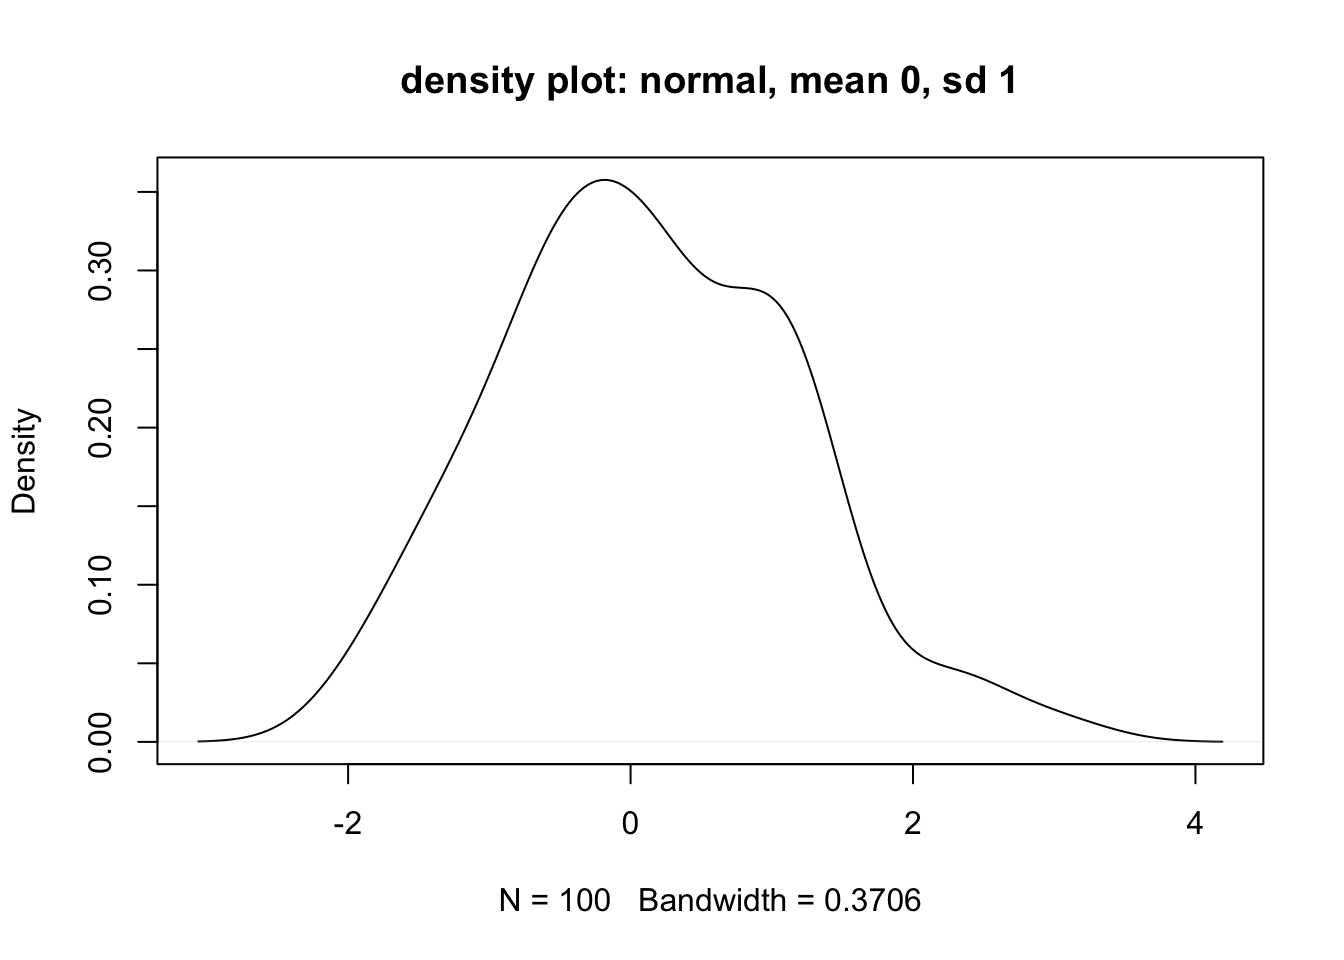 density plot: normal, mean 0, sd 1
Density
0.30
0.20
0.10
0.00
-2 0 2 4
N = 100 Bandwidth = 0.3706